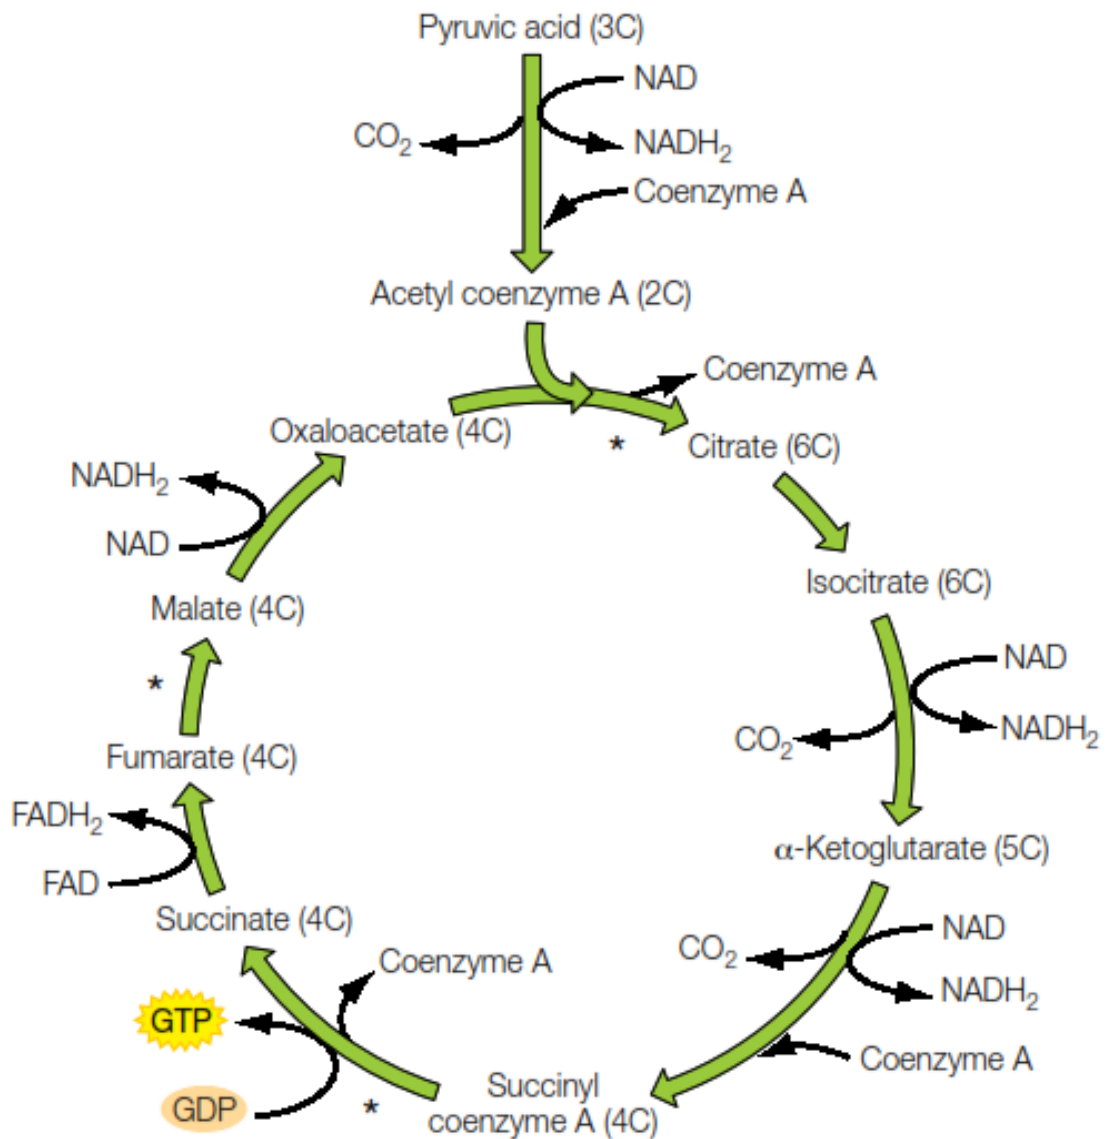 Pyruvic acid (3C)
NAD
CO₂
NADH₂
Coenzyme A
Acetyl coenzyme A (2C)
Coenzyme A
Oxaloacetate (4C)
*
Citrate (6C)
NADH₂
NAD
Isocitrate (6C)
Malate (4C)
NAD
*
CO₂
NADH₂
Fumarate (4C)
FADH₂
α-Ketoglutarate (5C)
FAD
Succinate (4C)
NAD
CO₂
Coenzyme A
NADH₂
GTP
Coenzyme A
GDP
*
Succinyl
coenzyme A (4C)